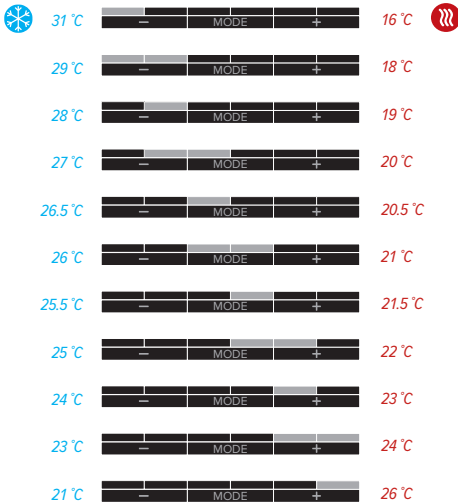 31 °C — MODE + 16 °C
29 °C — MODE + 18 °C
28 °C — MODE + 19 °C
27 °C — MODE + 20 °C
26.5 °C — MODE + 20.5 °C
26 °C — MODE + 21 °C
25.5 °C — MODE + 21.5 °C
25 °C — MODE + 22 °C
24 °C — MODE + 23 °C
23 °C — MODE + 24 °C
21 °C — MODE + 26 °C